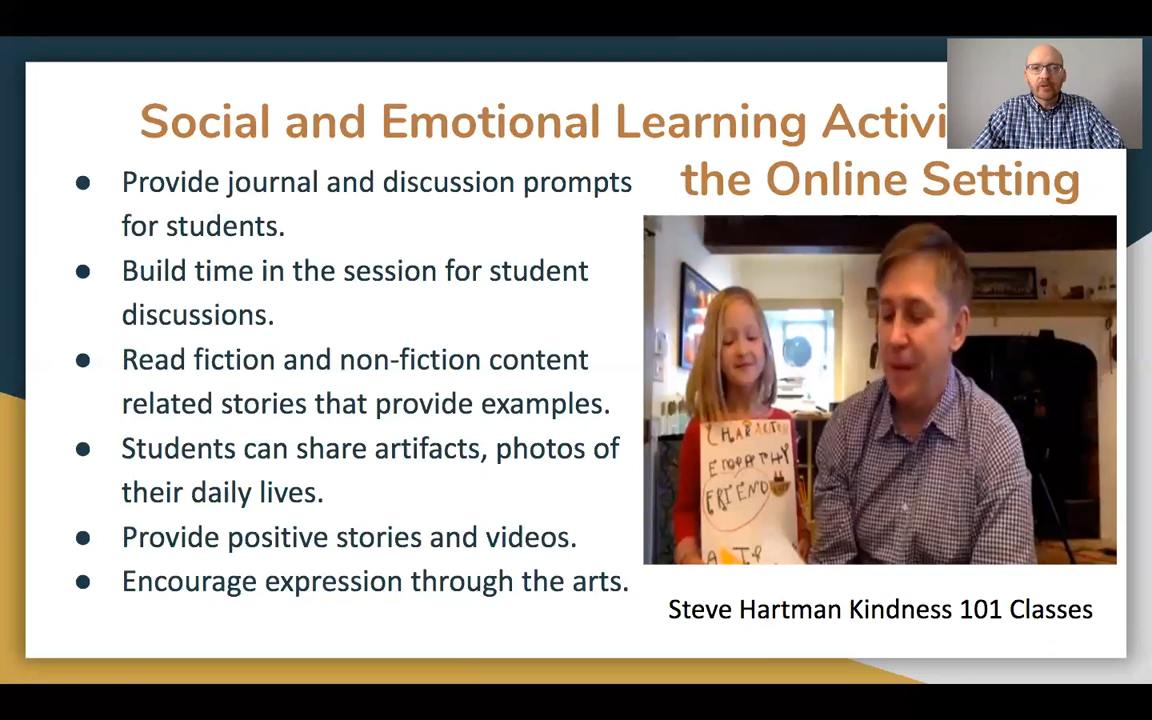 Social and Emotional Learning Activi
the Online Setting
● Provide journal and discussion prompts
for students.
● Build time in the session for student
discussions.
● Read fiction and non-fiction content
related stories that provide examples.
● Students can share artifacts, photos of
their daily lives.
● Provide positive stories and videos.
● Encourage expression through the arts.
CHARACTER
EMPATHY
FRIEND
Steve Hartman Kindness 101 Classes